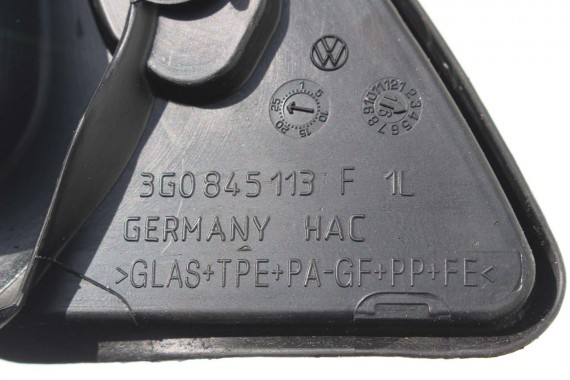 3G0 845 113 F 1L
GERMANY HAC
>GLAS+TPE+PA-GF+PP+FE<